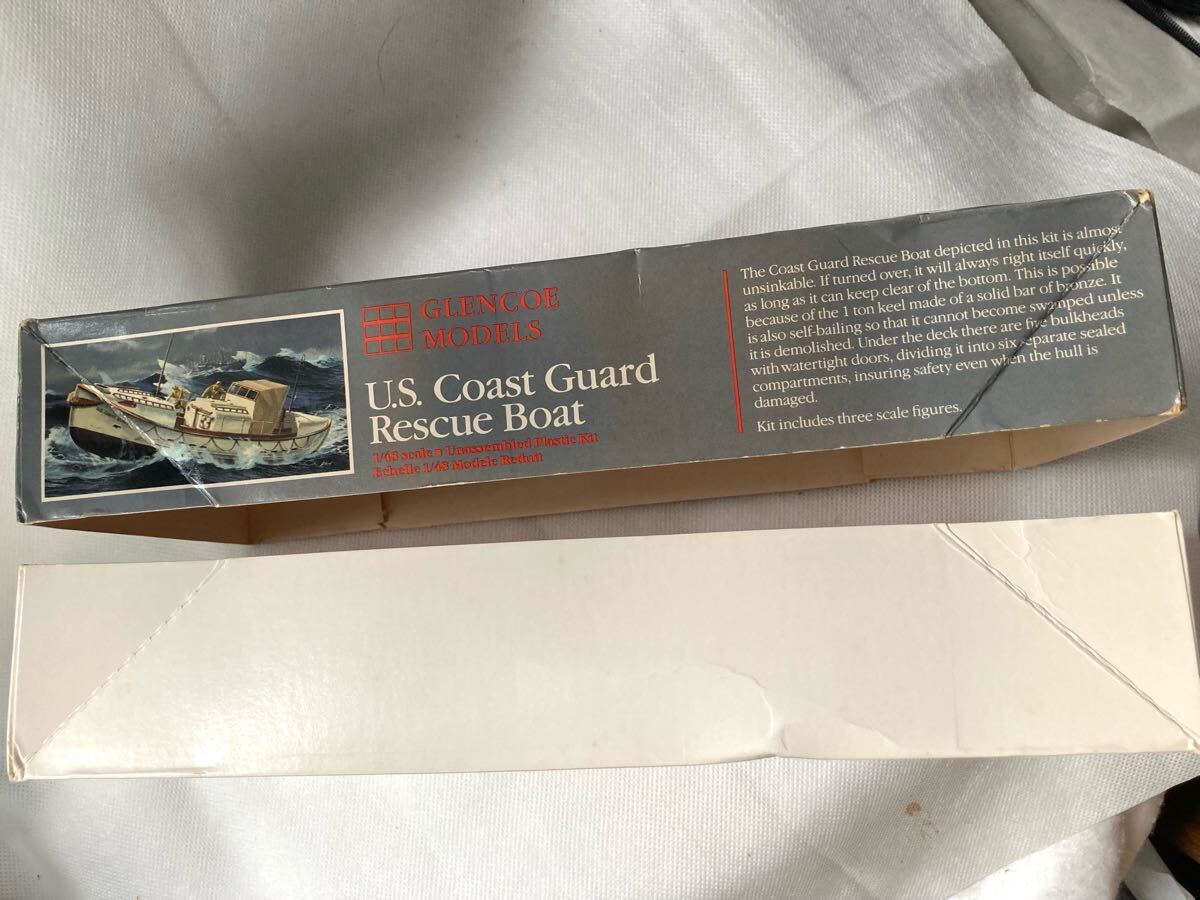 GLENCOE
MODELS
U.S. Coast Guard
Rescue Boat
1/48 scale ■ Unassembled Plastic Kit
Echelle 1/48 Modele Reduit
The Coast Guard Rescue Boat depicted in this kit is almost
unsinkable. If turned over, it will always right itself quickly,
as long as it can keep clear of the bottom. This is possible
because of the 1 ton keel made of a solid bar of bronze. It
is also self-bailing so that it cannot become swamped unless
it is demolished. Under the deck there are five bulkheads
with watertight doors, dividing it into six separate sealed
compartments, insuring safety even when the hull is
damaged.
Kit includes three scale figures.